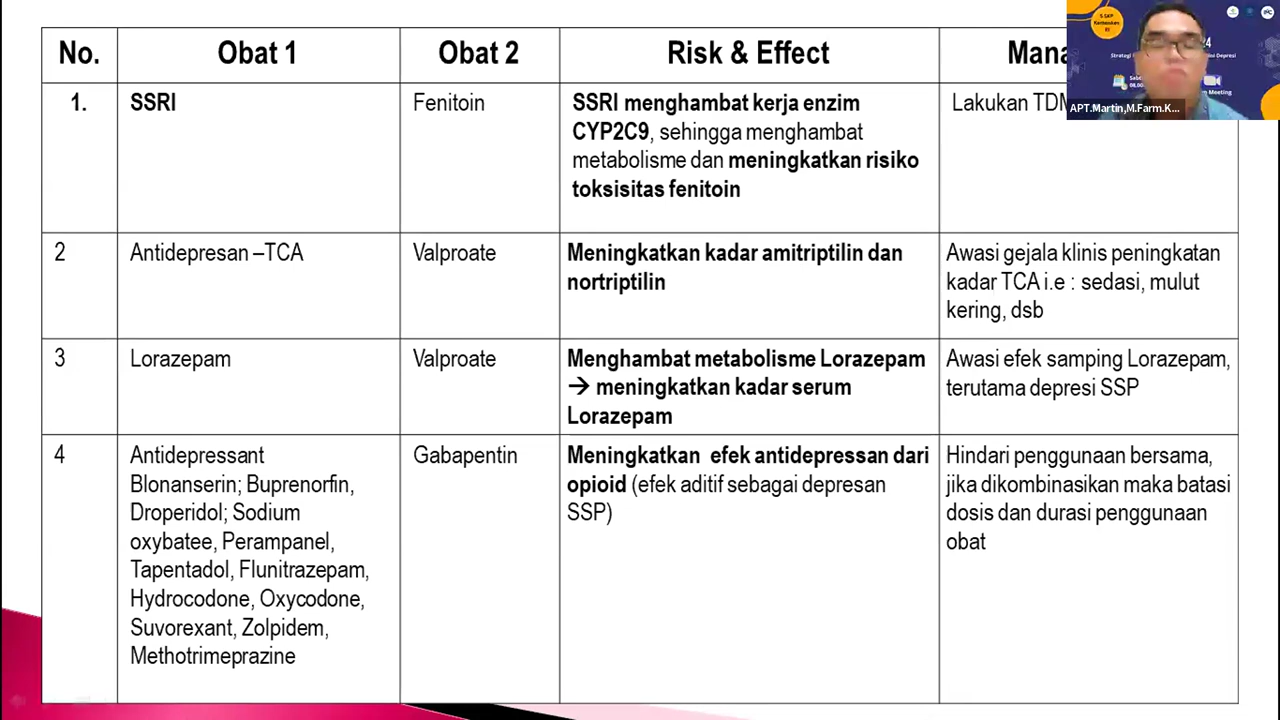 No. Obat 1 Obat 2 Risk & Effect
1. SSRI Fenitoin SSRI menghambat kerja enzim Lakukan
CYP2C9, sehingga menghambat
metabolisme dan meningkatkan risiko
toksisitas fenitoin
2 Antidepresan –TCA Valproate Meningkatkan kadar amitriptilin dan Awasi gejala klinis peningkatan
nortriptilin kadar TCA i.e : sedasi, mulut
kering, dsb
3 Lorazepam Valproate Menghambat metabolisme Lorazepam Awasi efek samping Lorazepam,
→ meningkatkan kadar serum terutama depresi SSP
Lorazepam
4 Antidepressant Gabapentin Meningkatkan efek antidepressan dari Hindari penggunaan bersama,
Blonanserin; Buprenorfin, opioid (efek aditif sebagai depresan jika dikombinasikan maka batasi
Droperidol; Sodium SSP) dosis dan durasi penggunaan
oxybatee, Perampanel, obat
Tapentadol, Flunitrazepam,
Hydrocodone, Oxycodone,
Suvorexant, Zolpidem,
Methotrimeprazine
APT.Martin,M.Farm.K...